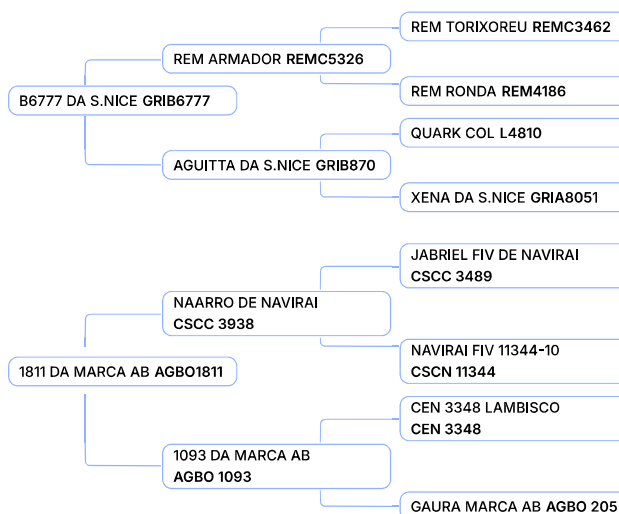 REM TORIXOREU REMC3462
REM ARMADOR REMC5326
REM RONDA REM4186
B6777 DA S.NICE GRIB6777
QUARK COL L4810
AGUITTA DA S.NICE GRIB870
XENA DA S.NICE GRIA8051
JABRIEL FIV DE NAVIRAI
CSCC 3489
NAARRO DE NAVIRAI
CSCC 3938
NAVIRAI FIV 11344-10
CSCN 11344
1811 DA MARCA AB AGBO1811
CEN 3348 LAMBISCO
CEN 3348
1093 DA MARCA AB
AGBO 1093
GAURA MARCA AB AGBO 205